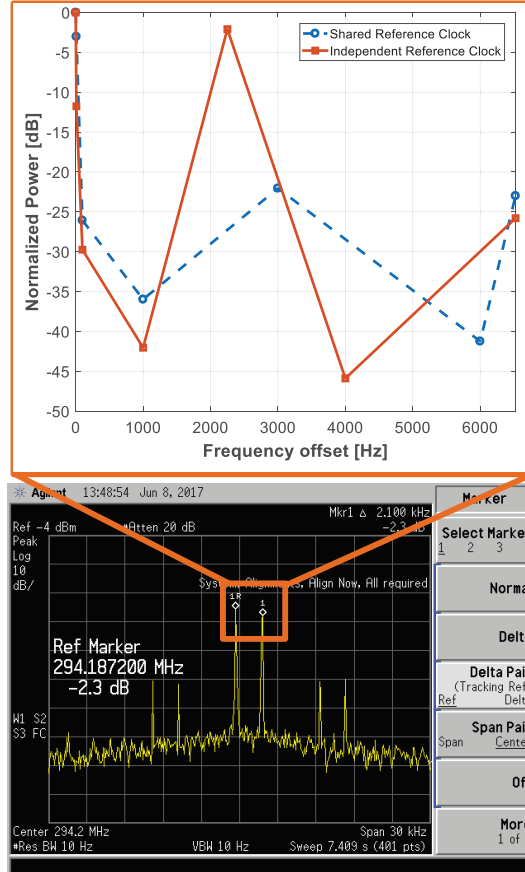 0
-5
-10
-15
-20
-25
-30
-35
-40
-45
-50
Normalized Power [dB]
Shared Reference Clock
Independent Reference Clock
0 1000 2000 3000 4000 5000 6000
Frequency offset [Hz]
Agilent 13:48:54 Jun 8, 2017
Marker
Mkr1 Δ 2.100 kHz
Ref -4 dBm #Atten 20 dB -2.3 dB
Peak
Log
10
dB/
Select Marke
1 2 3
System, Alignments, Align Now, All required
1R 1
Norma
Ref Marker
294.187200 MHz
-2.3 dB
Delt
Delta Pai
(Tracking Ref
Ref Delt
W1 S2
S3 FC
Span Pai
Span Cente
Of
Center 294.2 MHz Span 30 kHz
#Res BW 10 Hz VBW 10 Hz Sweep 7.409 s (401 pts)
More
1 of